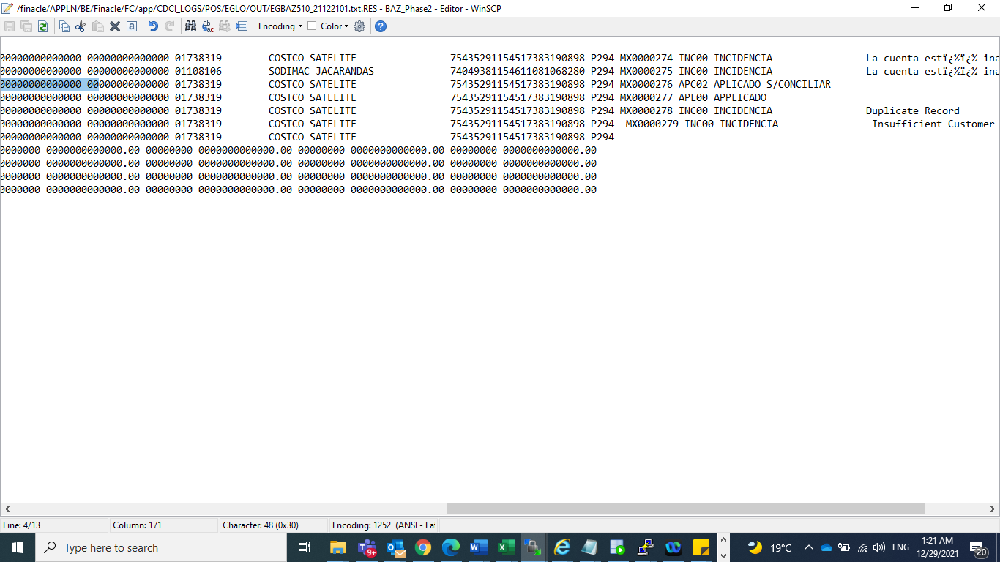 /finacle/APPLN/BE/Finacle/FC/app/CDCI_LOGS/POS/EGLO/OUT/EGBAZ510_21122101.txt.RES - BAZ_Phase2 - Editor - WinSCP
Encoding Color
00000000000000 00000000000000 01738319 COSTCO SATELITE 75435291154517383190898 P294 MX0000274 INC00 INCIDENCIA La cuenta estï¿½ï¿½ ina
00000000000000 00000000000000 01108106 SODIMAC JACARANDAS 74049381154611081068280 P294 MX0000275 INC00 INCIDENCIA La cuenta estï¿½ï¿½ ina
00000000000000 00000000000000 01738319 COSTCO SATELITE 75435291154517383190898 P294 MX0000276 APC02 APLICADO S/CONCILIAR
00000000000000 00000000000000 01738319 COSTCO SATELITE 75435291154517383190898 P294 MX0000277 APL00 APPLICADO
00000000000000 00000000000000 01738319 COSTCO SATELITE 75435291154517383190898 P294 MX0000278 INC00 INCIDENCIA Duplicate Record
00000000000000 00000000000000 01738319 COSTCO SATELITE 75435291154517383190898 P294 MX0000279 INC00 INCIDENCIA Insufficient Customer
00000000000000 00000000000000 01738319 COSTCO SATELITE 75435291154517383190898 P294
0000000 0000000000000.00 00000000 0000000000000.00 00000000 0000000000000.00 00000000 0000000000000.00
0000000 0000000000000.00 00000000 0000000000000.00 00000000 0000000000000.00 00000000 0000000000000.00
0000000 0000000000000.00 00000000 0000000000000.00 00000000 0000000000000.00 00000000 0000000000000.00
0000000 0000000000000.00 00000000 0000000000000.00 00000000 0000000000000.00 00000000 0000000000000.00
Line: 4/13 Column: 171 Character: 48 (0x30) Encoding: 1252 (ANSI - La
Type here to search 9+ 19°C ENG 1:21 AM
12/29/2021 20